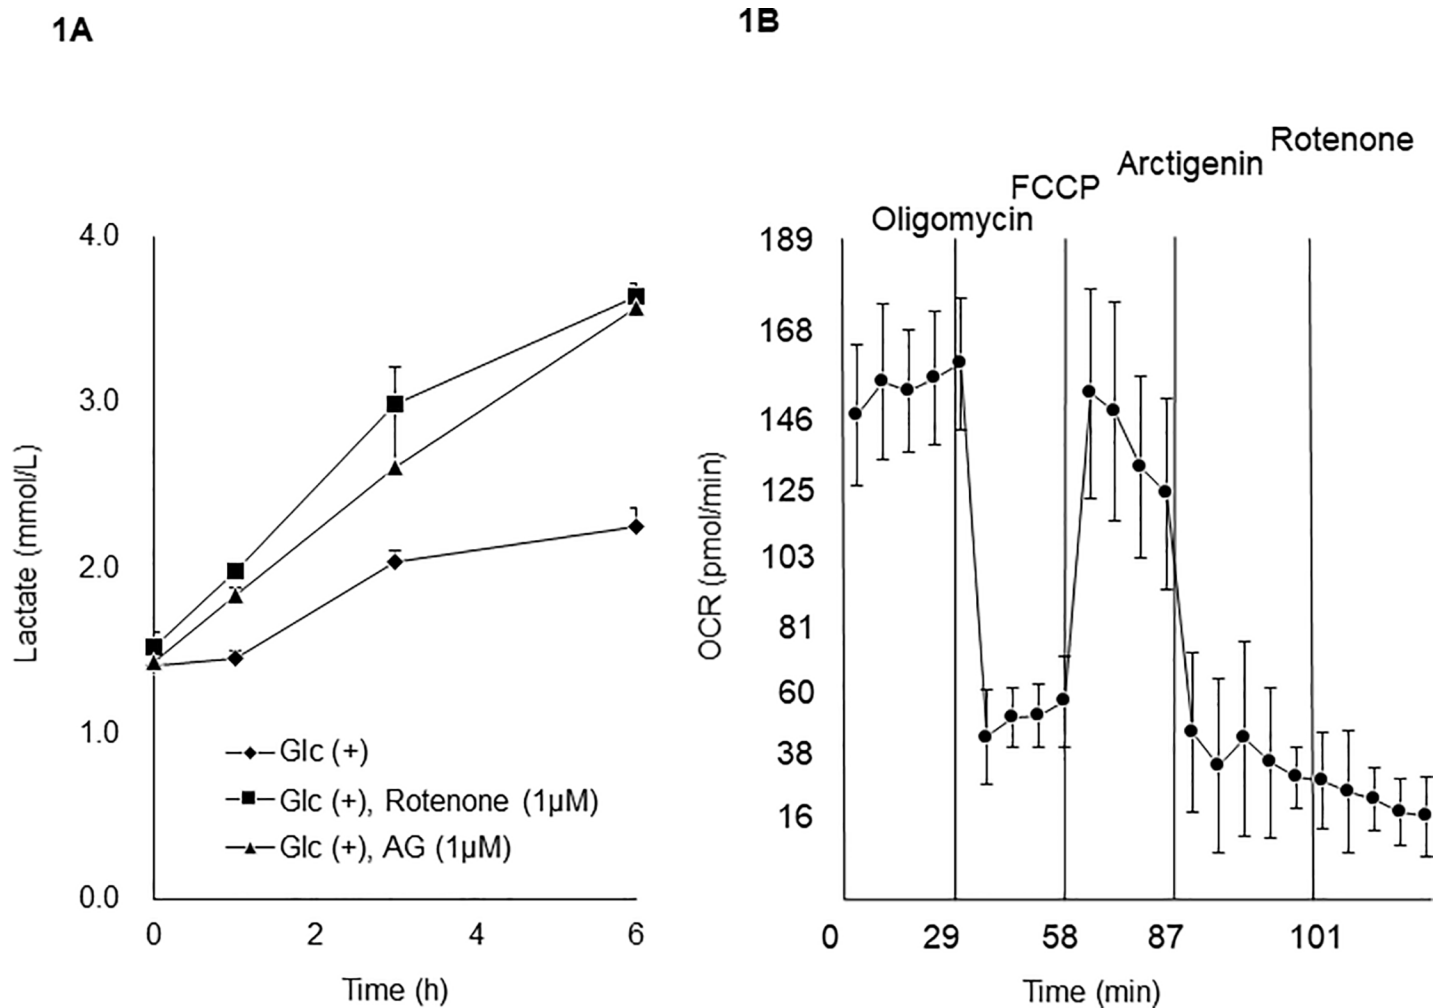 1A
4.0
3.0
2.0
1.0
0.0
0 2 4 6
Lactate (mmol/L)
Time (h)
Glc (+)
Glc (+), Rotenone (1µM)
Glc (+), AG (1µM)
1B
Rotenone
Arctigenin
FCCP
Oligomycin
189
168
146
125
103
81
60
38
16
0 29 58 87 101
OCR (pmol/min)
Time (min)